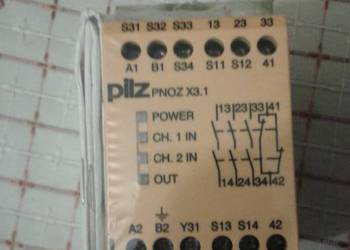 S31 S32 S33 13 23 33
A1 B1 S34 S11 S12 41
pilz PNOZ X3.1
POWER
CH. 1 IN
CH. 2 IN
OUT
13 23 33 41
14 24 34 42
A2 B2 Y31 S13 S14 42